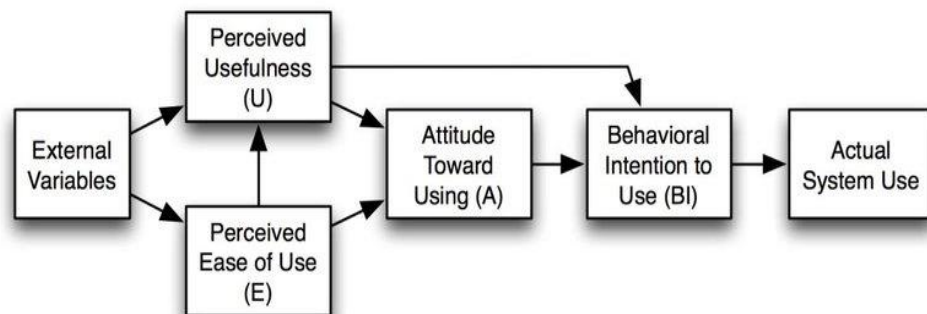 External
Variables
Perceived
Usefulness
(U)
Perceived
Ease of Use
(E)
Attitude
Toward
Using (A)
Behavioral
Intention to
Use (BI)
Actual
System Use